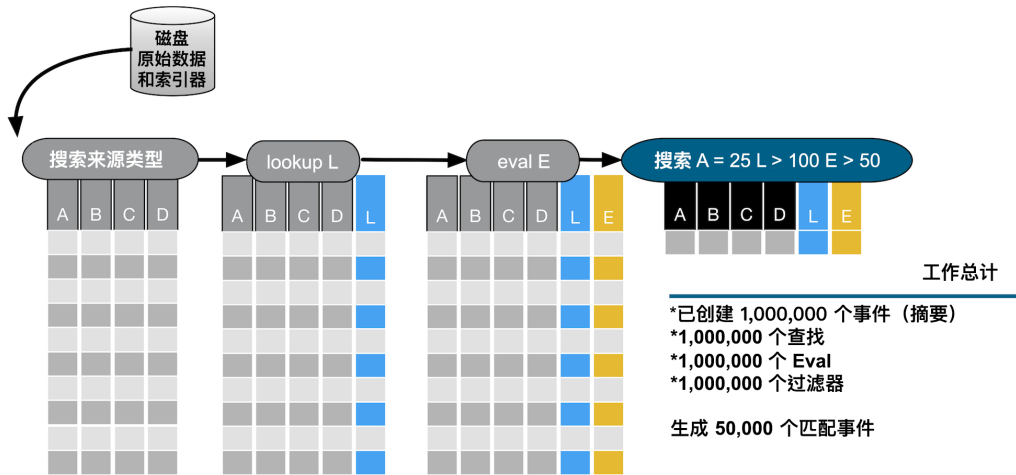 磁盘
原始数据
和索引器
搜索来源类型
lookup L
eval E
搜索 A = 25 L > 100 E > 50
A B C D
A B C D L
A B C D L E
A B C D L E
工作总计
*已创建 1,000,000 个事件（摘要）
*1,000,000 个查找
*1,000,000 个 Eval
*1,000,000 个过滤器
生成 50,000 个匹配事件